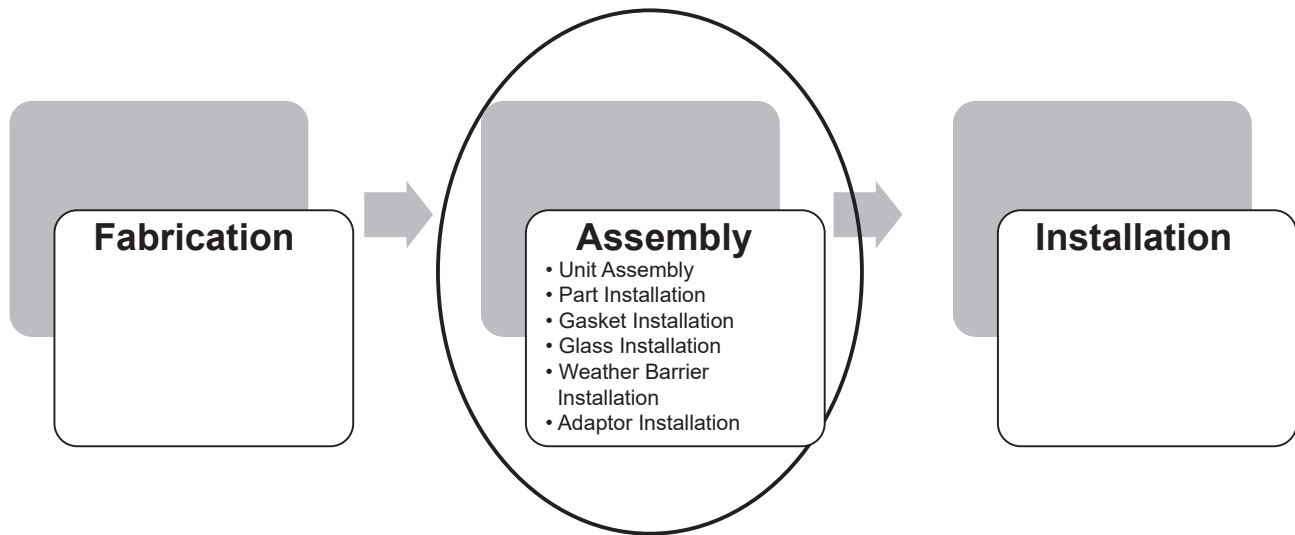 Fabrication
Assembly
• Unit Assembly
• Part Installation
• Gasket Installation
• Glass Installation
• Weather Barrier
Installation
• Adaptor Installation
Installation